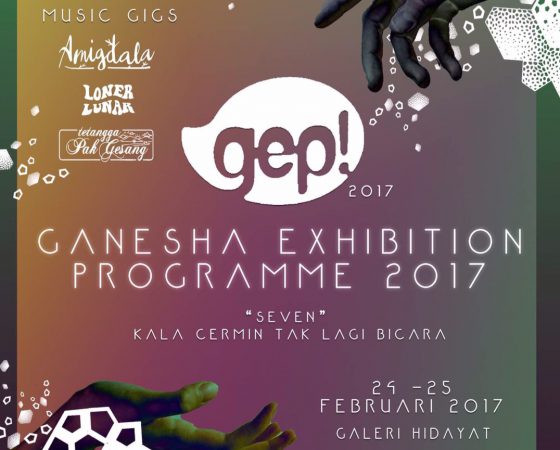 MUSIC GIGS
Amigdala
LONER
LUNAR
tetangga
Pak Gesang
gep!
2017
GANESHA EXHIBITION
PROGRAMME 2017
"SEVEN"
KALA CERMIN TAK LAGI BICARA
24 -25
FEBRUARI 2017
GALERI HIDAYAT